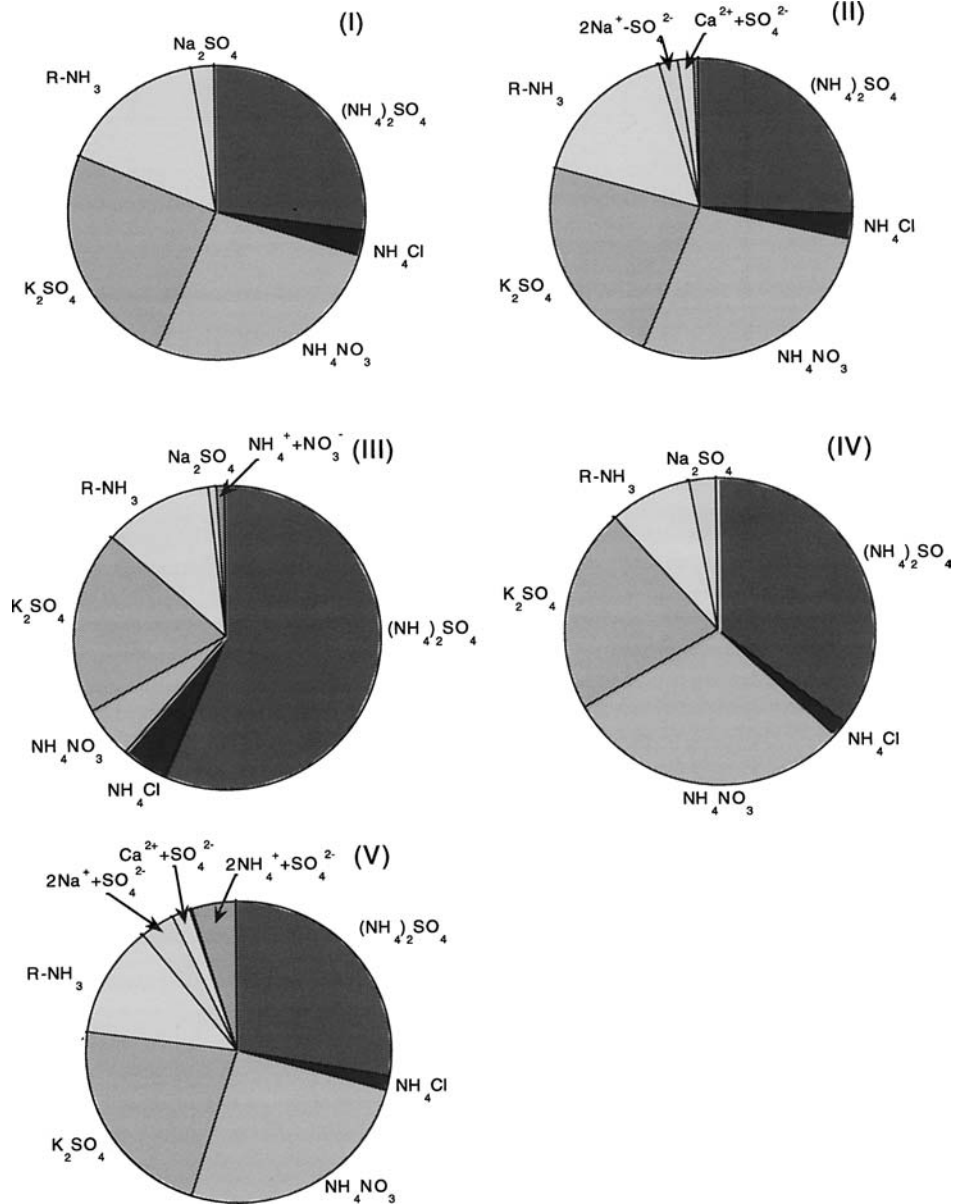 (I)
Na₂SO₄
R-NH₃
(NH₄)₂SO₄
NH₄Cl
K₂SO₄
NH₄NO₃
(II)
2Na⁺-SO₄²⁻ Ca²⁺+SO₄²⁻
R-NH₃
(NH₄)₂SO₄
NH₄Cl
K₂SO₄
NH₄NO₃
(III)
NH₄⁺+NO₃⁻
Na₂SO₄
R-NH₃
K₂SO₄
(NH₄)₂SO₄
NH₄NO₃
NH₄Cl
(IV)
Na₂SO₄
R-NH₃
(NH₄)₂SO₄
K₂SO₄
NH₄Cl
NH₄NO₃
(V)
Ca²⁺+SO₄²⁻
2Na⁺+SO₄²⁻
2NH₄⁺+SO₄²⁻
(NH₄)₂SO₄
R-NH₃
NH₄Cl
K₂SO₄
NH₄NO₃